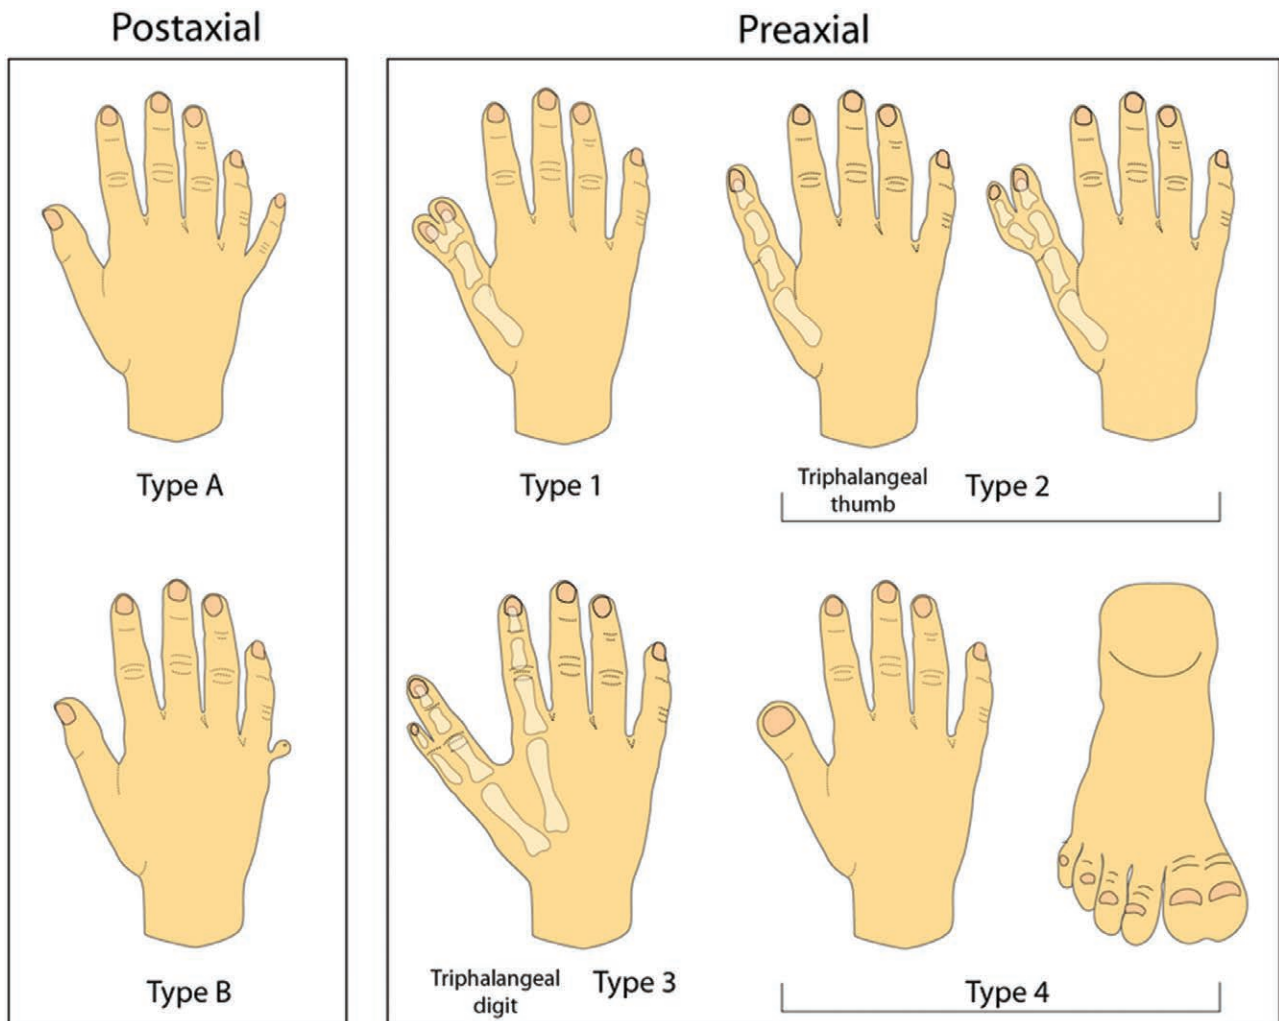 Postaxial
Preaxial
Type A
Type 1
Triphalangeal
thumb
Type 2
Type B
Triphalangeal
digit
Type 3
Type 4